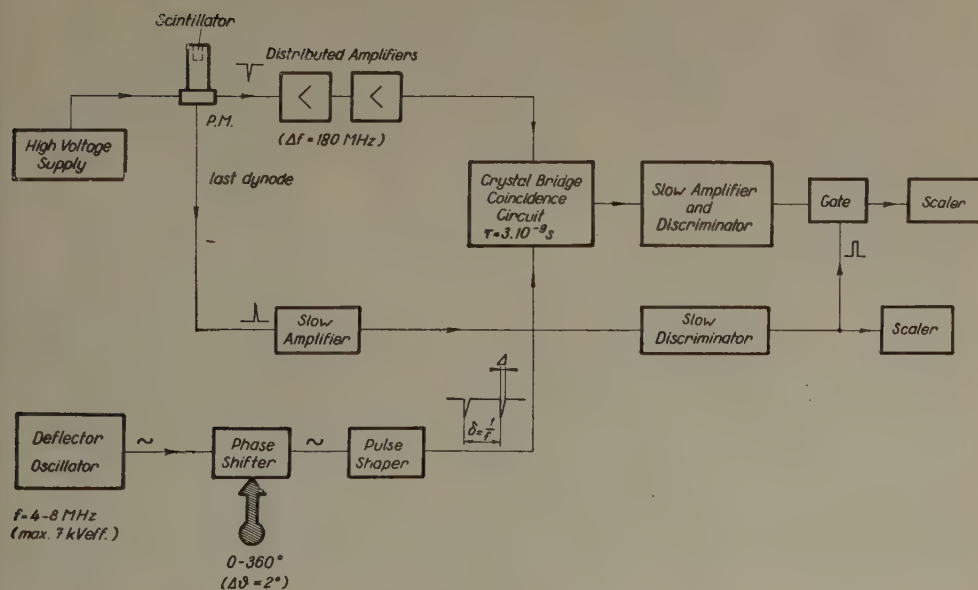 Scintillator
Distributed Amplifiers
<
<
P.M.
(Δf = 180 MHz)
High Voltage
Supply
last dynode
Crystal Bridge
Coincidence
Circuit
τ = 3.10⁻⁹ s
Slow Amplifier
and
Discriminator
Gate
Scaler
Slow
Amplifier
Slow
Discriminator
Scaler
Δ
δ = 1/f
Deflector
Oscillator
~
Phase
Shifter
~
Pulse
Shaper
f = 4-8 MHz
(max. 7 kVeff.)
0-360°
(Δϑ = 2°)